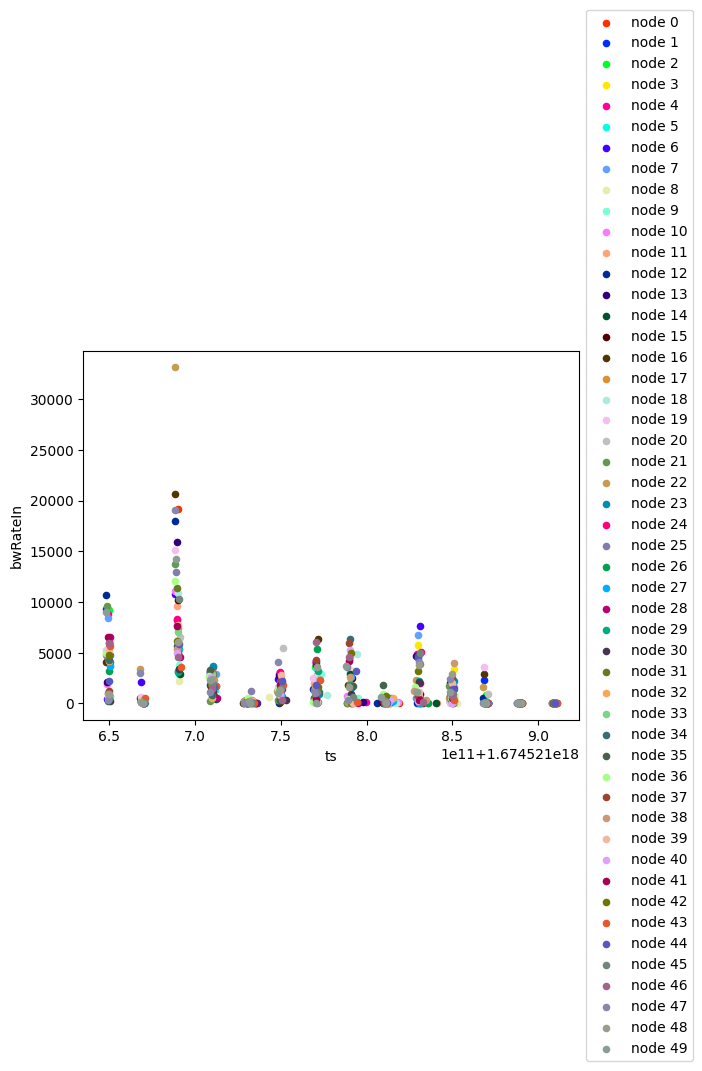 node 0
node 1
node 2
node 3
node 4
node 5
node 6
node 7
node 8
node 9
node 10
node 11
node 12
node 13
node 14
node 15
node 16
node 17
node 18
node 19
node 20
node 21
node 22
node 23
node 24
node 25
node 26
node 27
node 28
node 29
node 30
node 31
node 32
node 33
node 34
node 35
node 36
node 37
node 38
node 39
node 40
node 41
node 42
node 43
node 44
node 45
node 46
node 47
node 48
node 49
bwRateIn
30000
25000
20000
15000
10000
5000
0
6.5 7.0 7.5 8.0 8.5 9.0
ts
1e11+1.674521e18